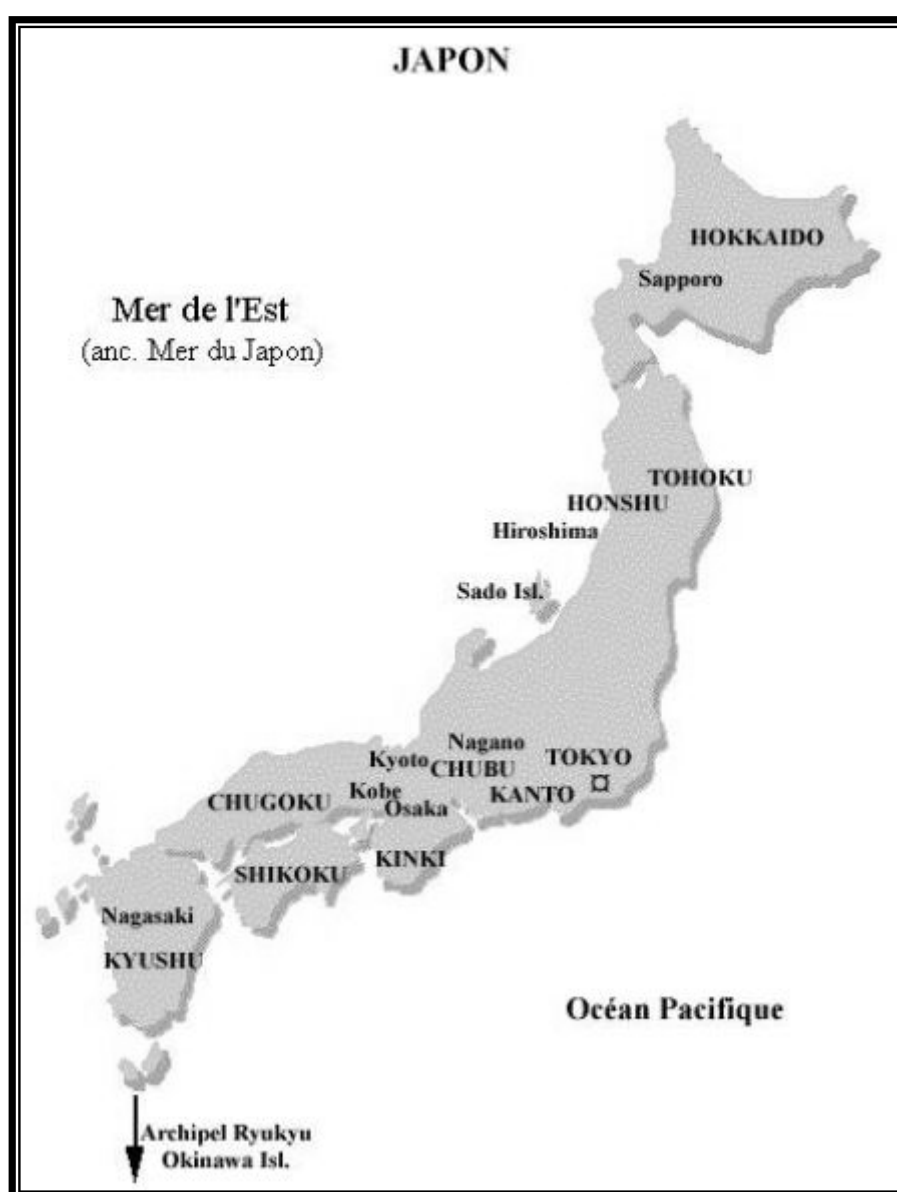 JAPON
HOKKAIDO
Sapporo
Mer de l'Est
(anc. Mer du Japon)
TOHOKU
HONSHU
Hiroshima
Sado Isl.
Nagano
Kyoto
TOKYO
CHUBU
Kobe
KANTO
CHUGOKU
Osaka
KINKI
SHIKOKU
Nagasaki
KYUSHU
Océan Pacifique
Archipel Ryukyu
Okinawa Isl.